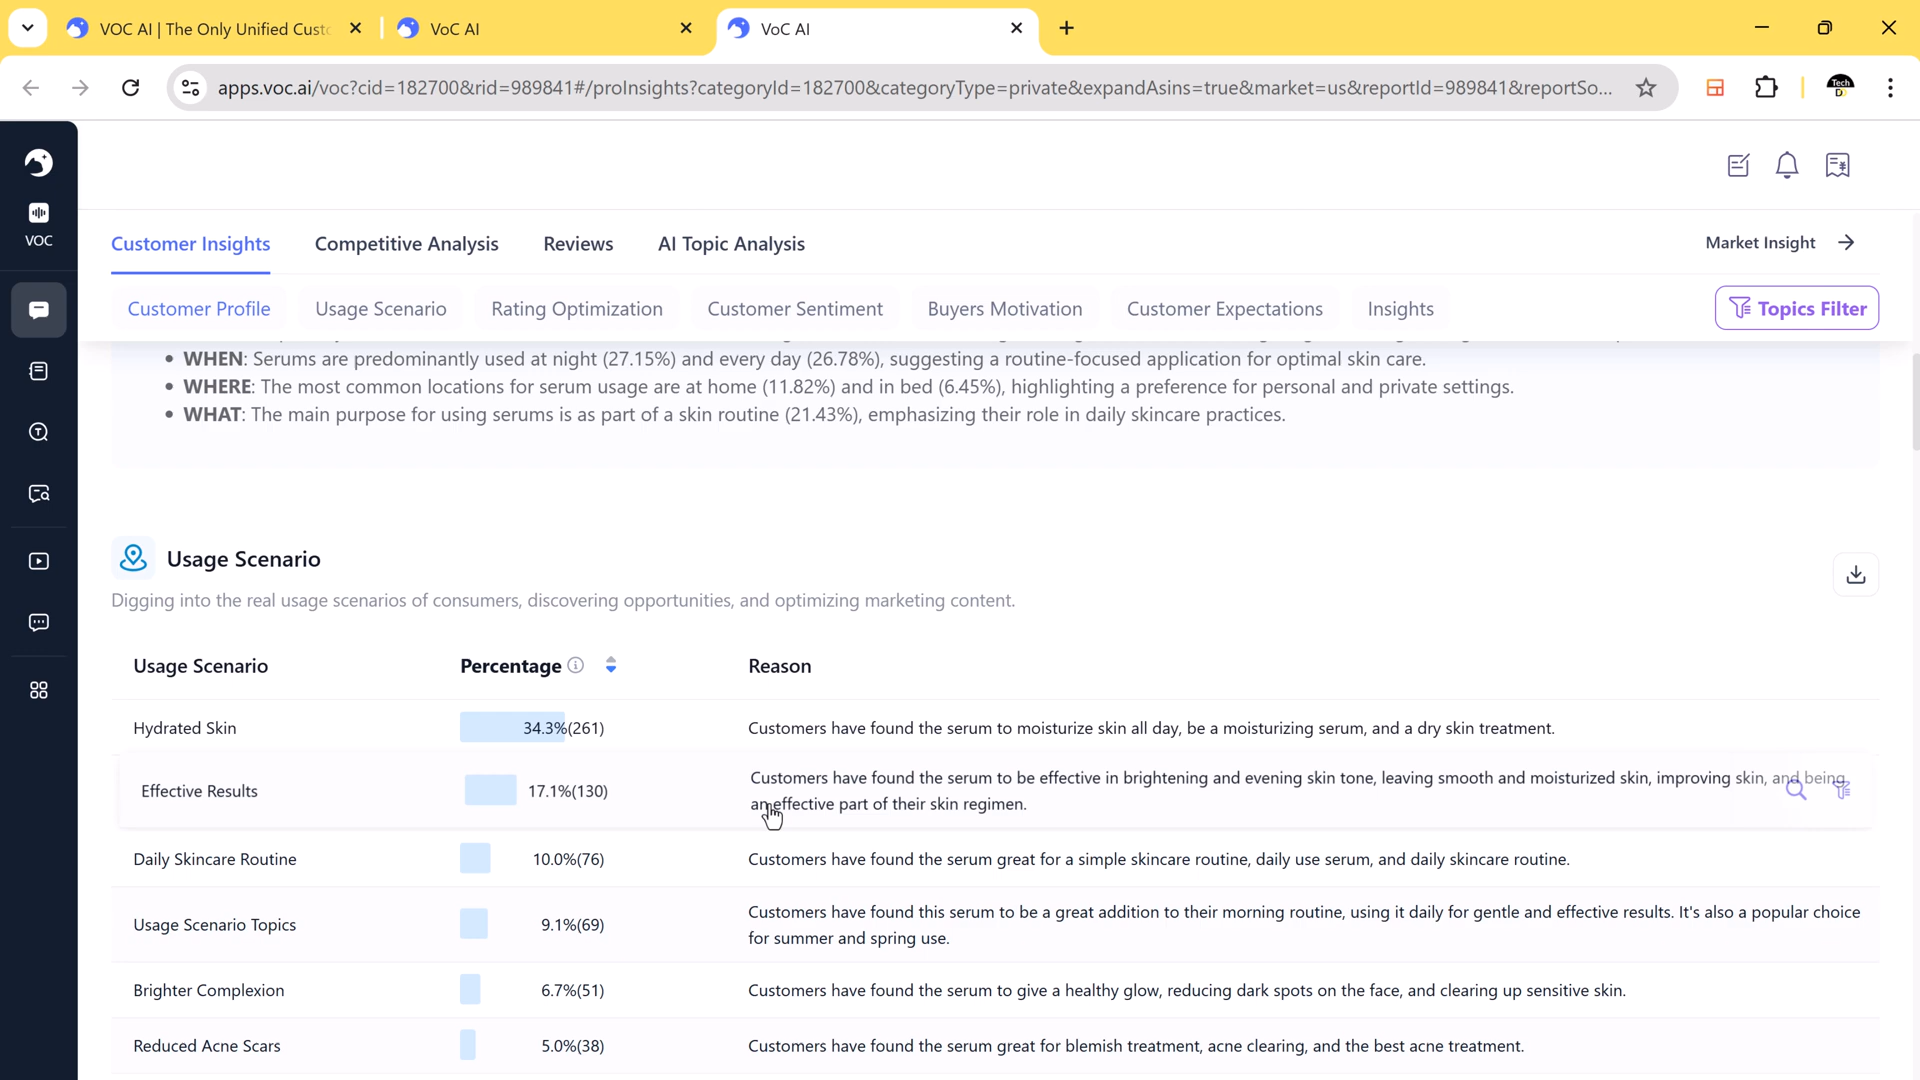 VOC AI | The Only Unified Custo
VoC AI
VoC AI
apps.voc.ai/voc?cid=182700&rid=989841#/proInsights?categoryId=182700&categoryType=private&expandAsins=true&market=us&reportId=989841&reportSo...
Tech
D
VOC
Customer Insights
Competitive Analysis
Reviews
AI Topic Analysis
Market Insight
Customer Profile
Usage Scenario
Rating Optimization
Customer Sentiment
Buyers Motivation
Customer Expectations
Insights
Topics Filter
• WHEN: Serums are predominantly used at night (27.15%) and every day (26.78%), suggesting a routine-focused application for optimal skin care.
• WHERE: The most common locations for serum usage are at home (11.82%) and in bed (6.45%), highlighting a preference for personal and private settings.
• WHAT: The main purpose for using serums is as part of a skin routine (21.43%), emphasizing their role in daily skincare practices.
Usage Scenario
Digging into the real usage scenarios of consumers, discovering opportunities, and optimizing marketing content.
Usage Scenario
Percentage
Reason
Hydrated Skin
34.3%(261)
Customers have found the serum to moisturize skin all day, be a moisturizing serum, and a dry skin treatment.
Effective Results
17.1%(130)
Customers have found the serum to be effective in brightening and evening skin tone, leaving smooth and moisturized skin, improving skin, and being
an effective part of their skin regimen.
Daily Skincare Routine
10.0%(76)
Customers have found the serum great for a simple skincare routine, daily use serum, and daily skincare routine.
Usage Scenario Topics
9.1%(69)
Customers have found this serum to be a great addition to their morning routine, using it daily for gentle and effective results. It's also a popular choice
for summer and spring use.
Brighter Complexion
6.7%(51)
Customers have found the serum to give a healthy glow, reducing dark spots on the face, and clearing up sensitive skin.
Reduced Acne Scars
5.0%(38)
Customers have found the serum great for blemish treatment, acne clearing, and the best acne treatment.